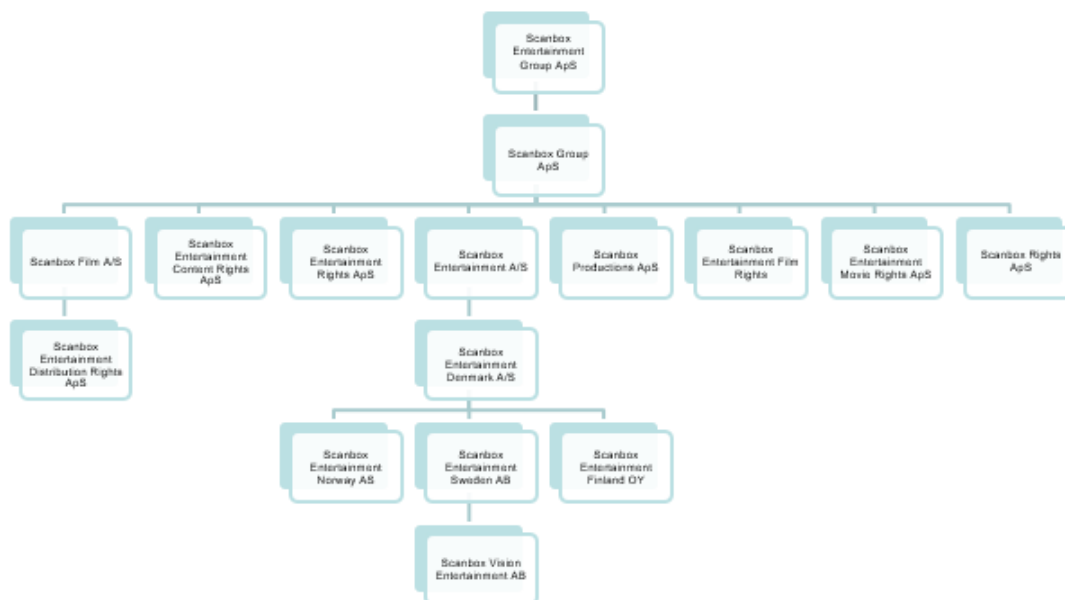 Scanbox
Entertainment
Group ApS
Scanbox Group
ApS
Scanbox Film A/S
Scanbox
Entertainment
Content Rights
ApS
Scanbox
Entertainment
Rights ApS
Scanbox
Entertainment A/S
Scanbox
Productions ApS
Scanbox
Entertainment Film
Rights
Scanbox
Entertainment
Movie Rights ApS
Scanbox Rights
ApS
Scanbox
Entertainment
Distribution Rights
ApS
Scanbox
Entertainment
Denmark A/S
Scanbox
Entertainment
Norway AS
Scanbox
Entertainment
Sweden AB
Scanbox
Entertainment
Finland OY
Scanbox Vision
Entertainment AB